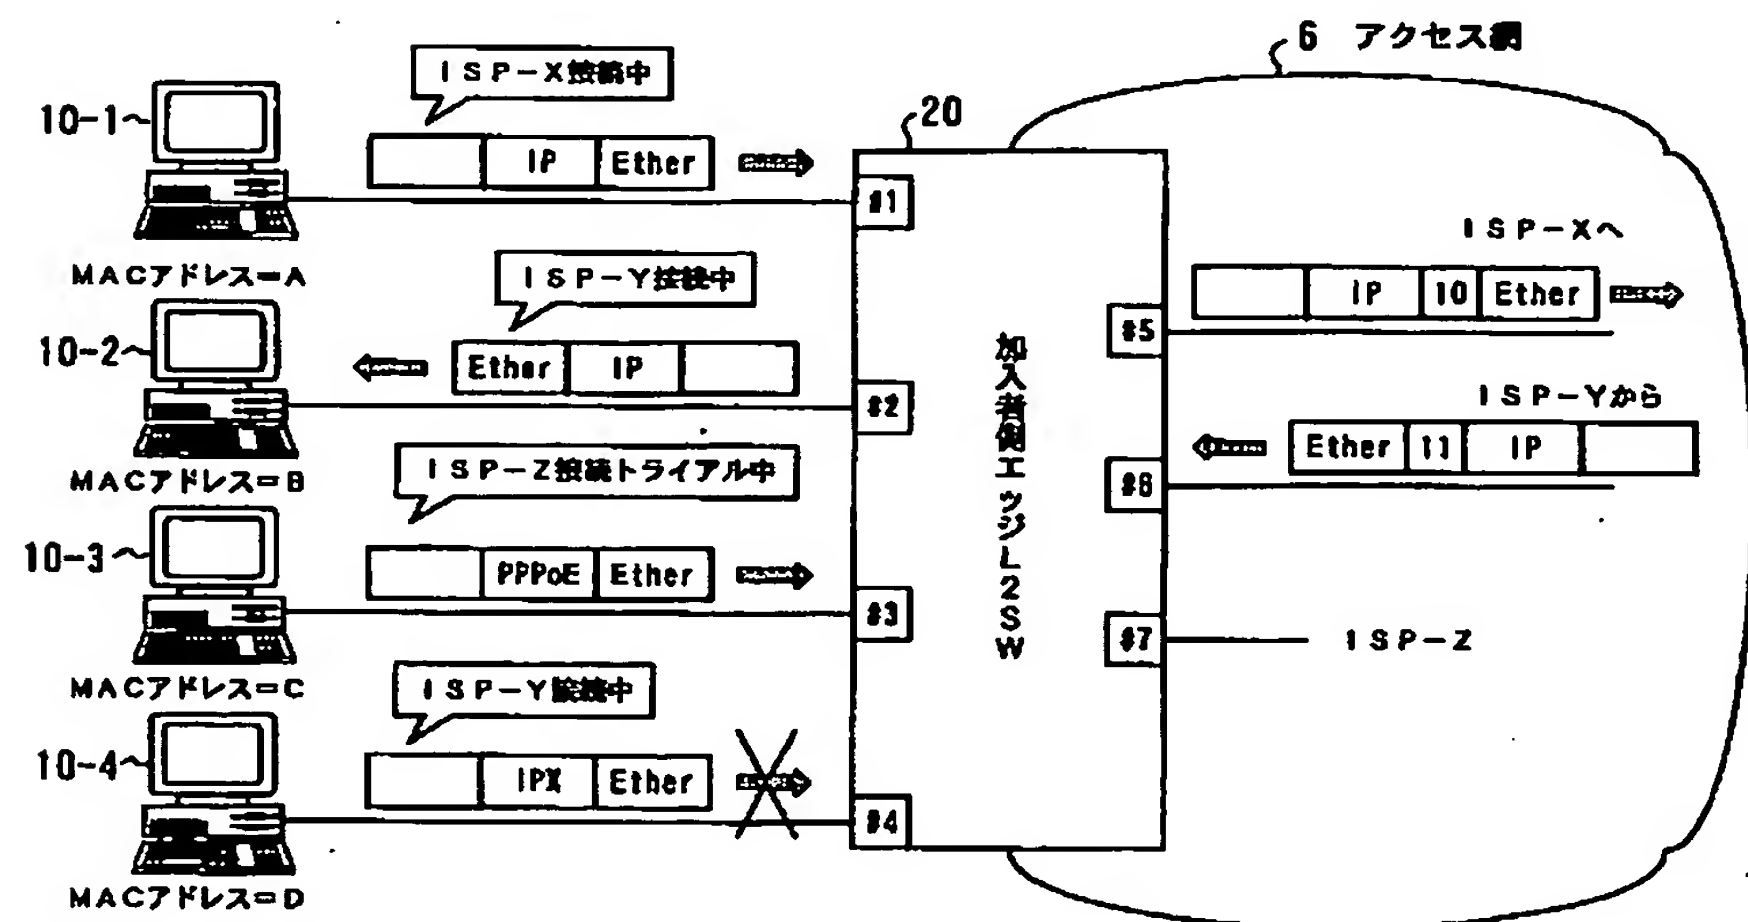 6 アクセス網
ISP-X接続中
10-1
IP Ether
20
#1
MACアドレス=A
ISP-Xへ
IP 10 Ether
#5
ISP-Y接続中
10-2
Ether IP
#2
MACアドレス=B
ISP-Yから
Ether 11 IP
#6
加入者側エッジL2SW
ISP-Z接続トライアル中
10-3
PPPoE Ether
#3
MACアドレス=C
#7 ISP-Z
ISP-Y接続中
10-4
IPX Ether
#4
MACアドレス=D